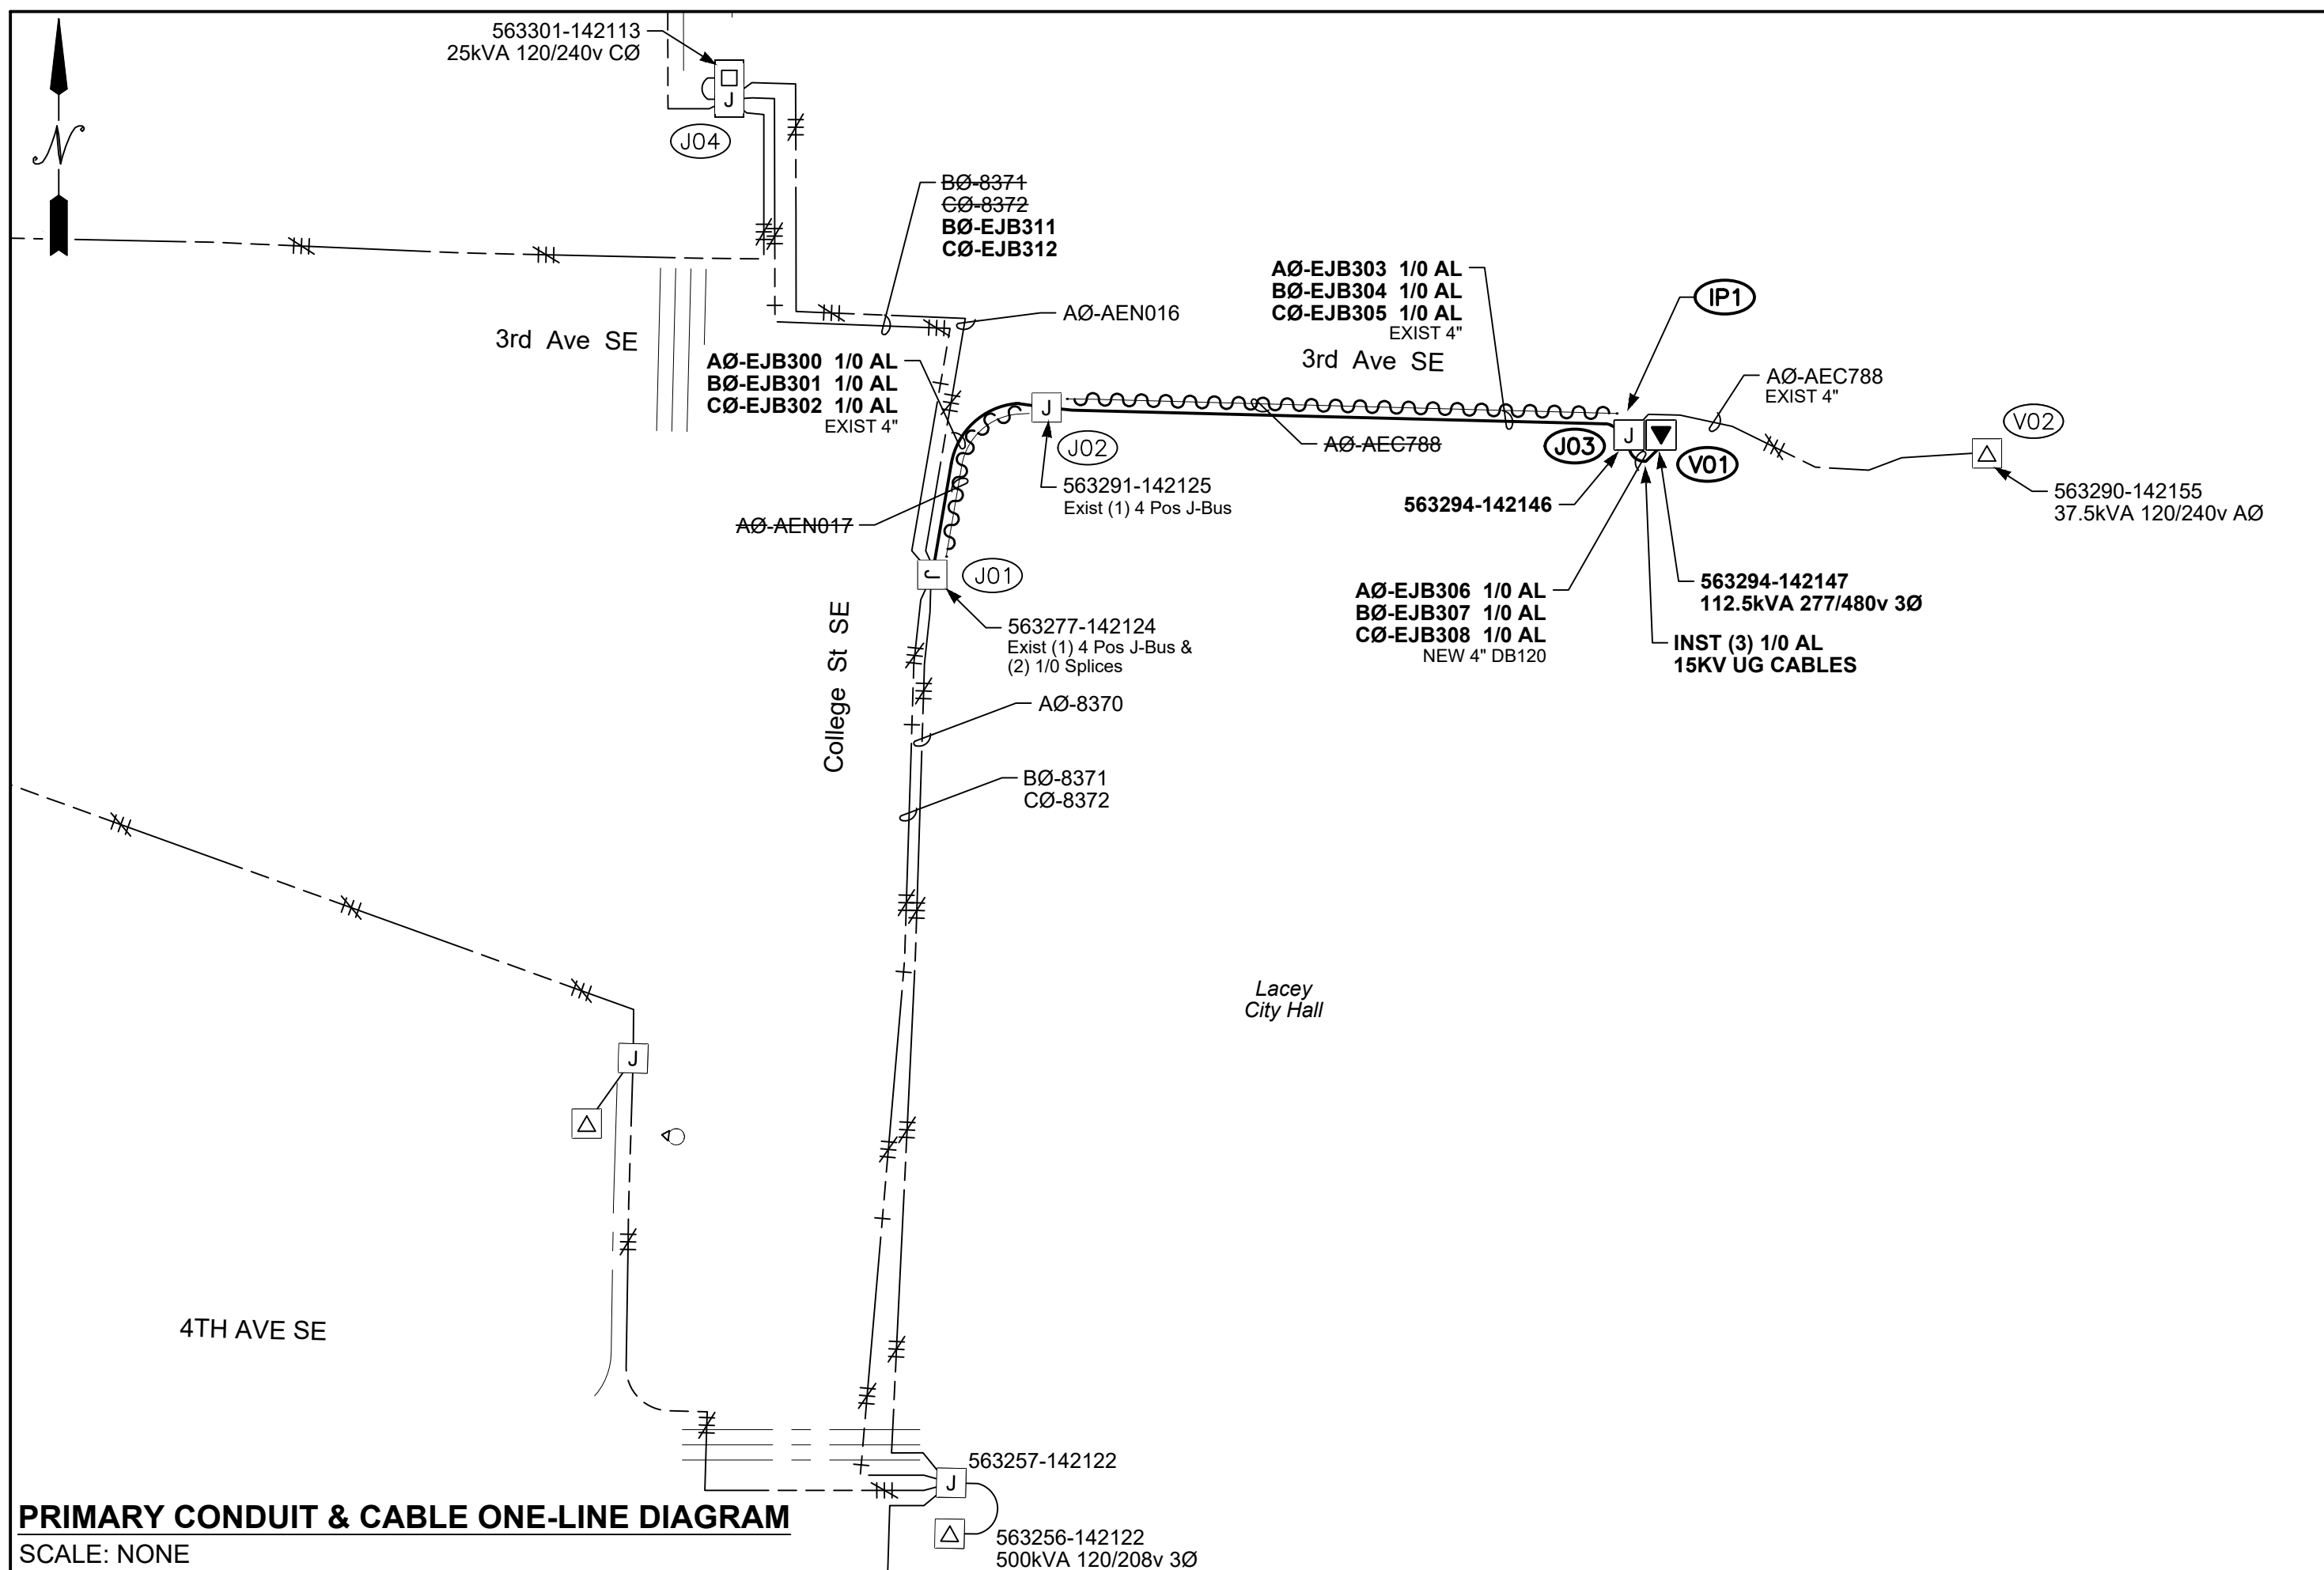 563301-142113
25kVA 120/240v CØ
J
J04
N
BØ-8371
CØ-8372
BØ-EJB311
CØ-EJB312
AØ-AEN016
3rd Ave SE
AØ-EJB300 1/0 AL
BØ-EJB301 1/0 AL
CØ-EJB302 1/0 AL
EXIST 4"
AØ-EJB303 1/0 AL
BØ-EJB304 1/0 AL
CØ-EJB305 1/0 AL
EXIST 4"
3rd Ave SE
IP1
AØ-AEC788
EXIST 4"
J
J02
AØ-AEC788
J03
J
V01
V02
563291-142125
Exist (1) 4 Pos J-Bus
563294-142146
563290-142155
37.5kVA 120/240v AØ
AØ-AEN017
J
J01
563277-142124
Exist (1) 4 Pos J-Bus &
(2) 1/0 Splices
AØ-EJB306 1/0 AL
BØ-EJB307 1/0 AL
CØ-EJB308 1/0 AL
NEW 4" DB120
563294-142147
112.5kVA 277/480v 3Ø
INST (3) 1/0 AL
15KV UG CABLES
College St SE
AØ-8370
BØ-8371
CØ-8372
Lacey
City Hall
J
4TH AVE SE
563257-142122
J
563256-142122
500kVA 120/208v 3Ø
PRIMARY CONDUIT & CABLE ONE-LINE DIAGRAM
SCALE: NONE